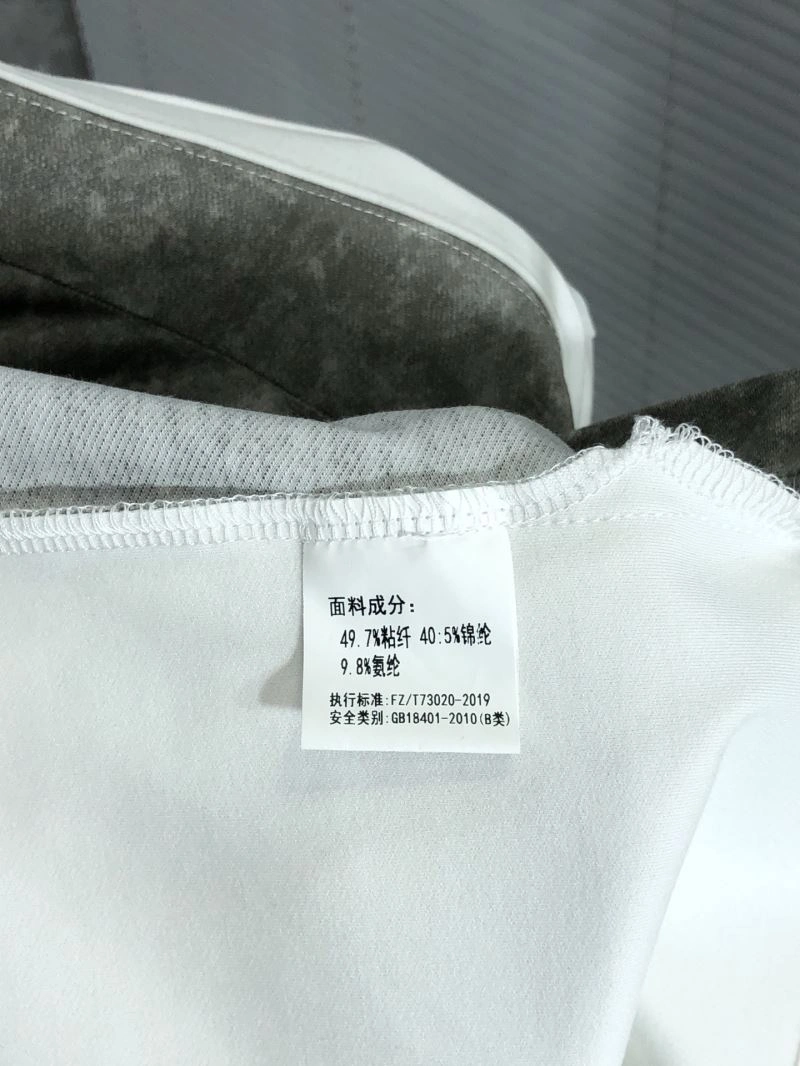 面料成分:
49.7%粘纤 40:5%锦纶
9.8%氨纶
执行标准:FZ/T73020-2019
安全类别:GB18401-2010(B类)